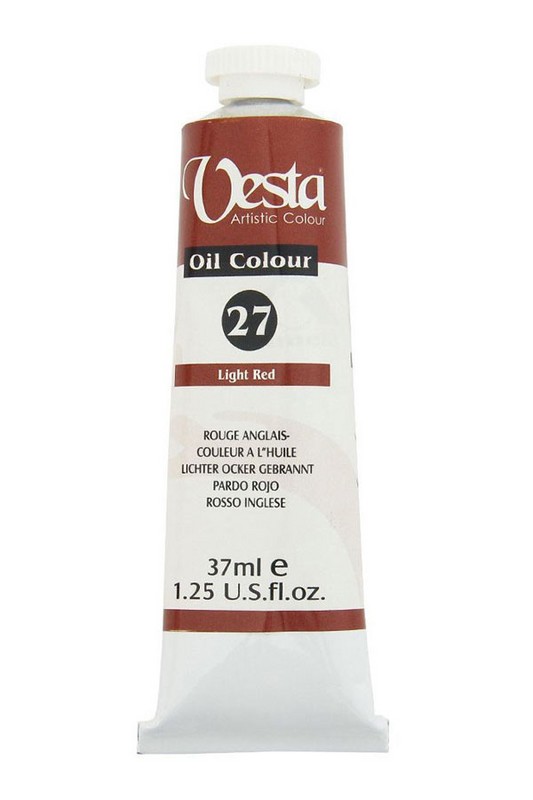 Vesta
Artistic Colour
Oil Colour
27
Light Red
ROUGE ANGLAIS-
COULEUR A L"HUILE
LICHTER OCKER GEBRANNT
PARDO ROJO
ROSSO INGLESE
37ml e
1.25 U.S.fl.oz.